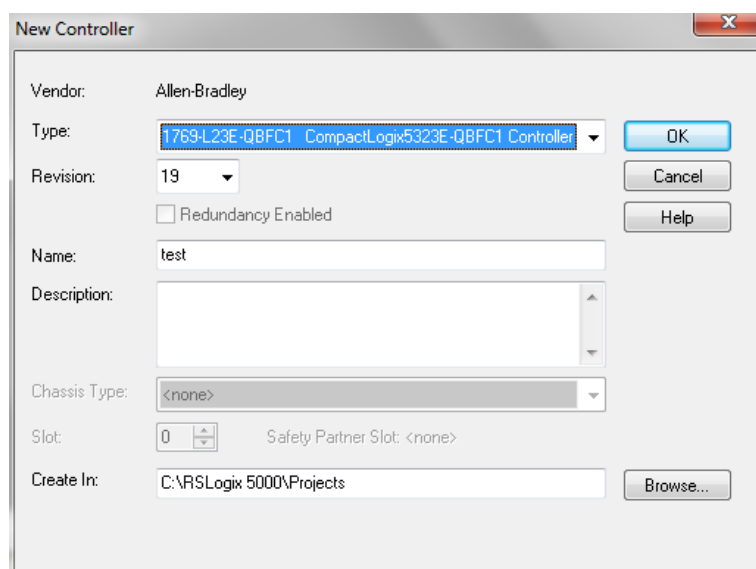 New Controller
Vendor: Allen-Bradley
Type: 1769-L23E-QBFC1 CompactLogix5323E-QBFC1 Controller OK
Revision: 19 Cancel
Redundancy Enabled Help
Name: test
Description:
Chassis Type: <none>
Slot: 0 Safety Partner Slot: <none>
Create In: C:\RSLogix 5000\Projects Browse...